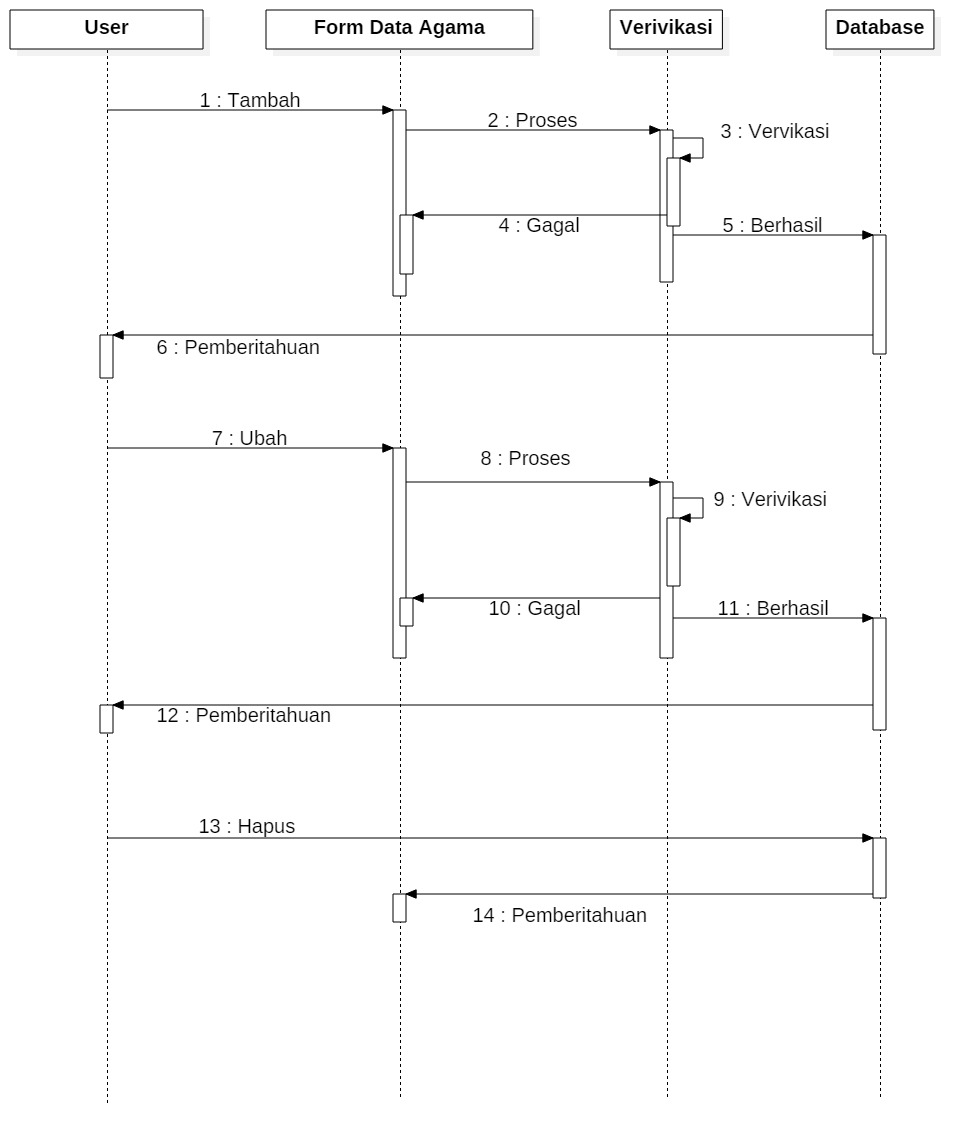 User
Form Data Agama
Verivikasi
Database
1 : Tambah
2 : Proses
3 : Vervikasi
4 : Gagal
5 : Berhasil
6 : Pemberitahuan
7 : Ubah
8 : Proses
9 : Verivikasi
10 : Gagal
11 : Berhasil
12 : Pemberitahuan
13 : Hapus
14 : Pemberitahuan